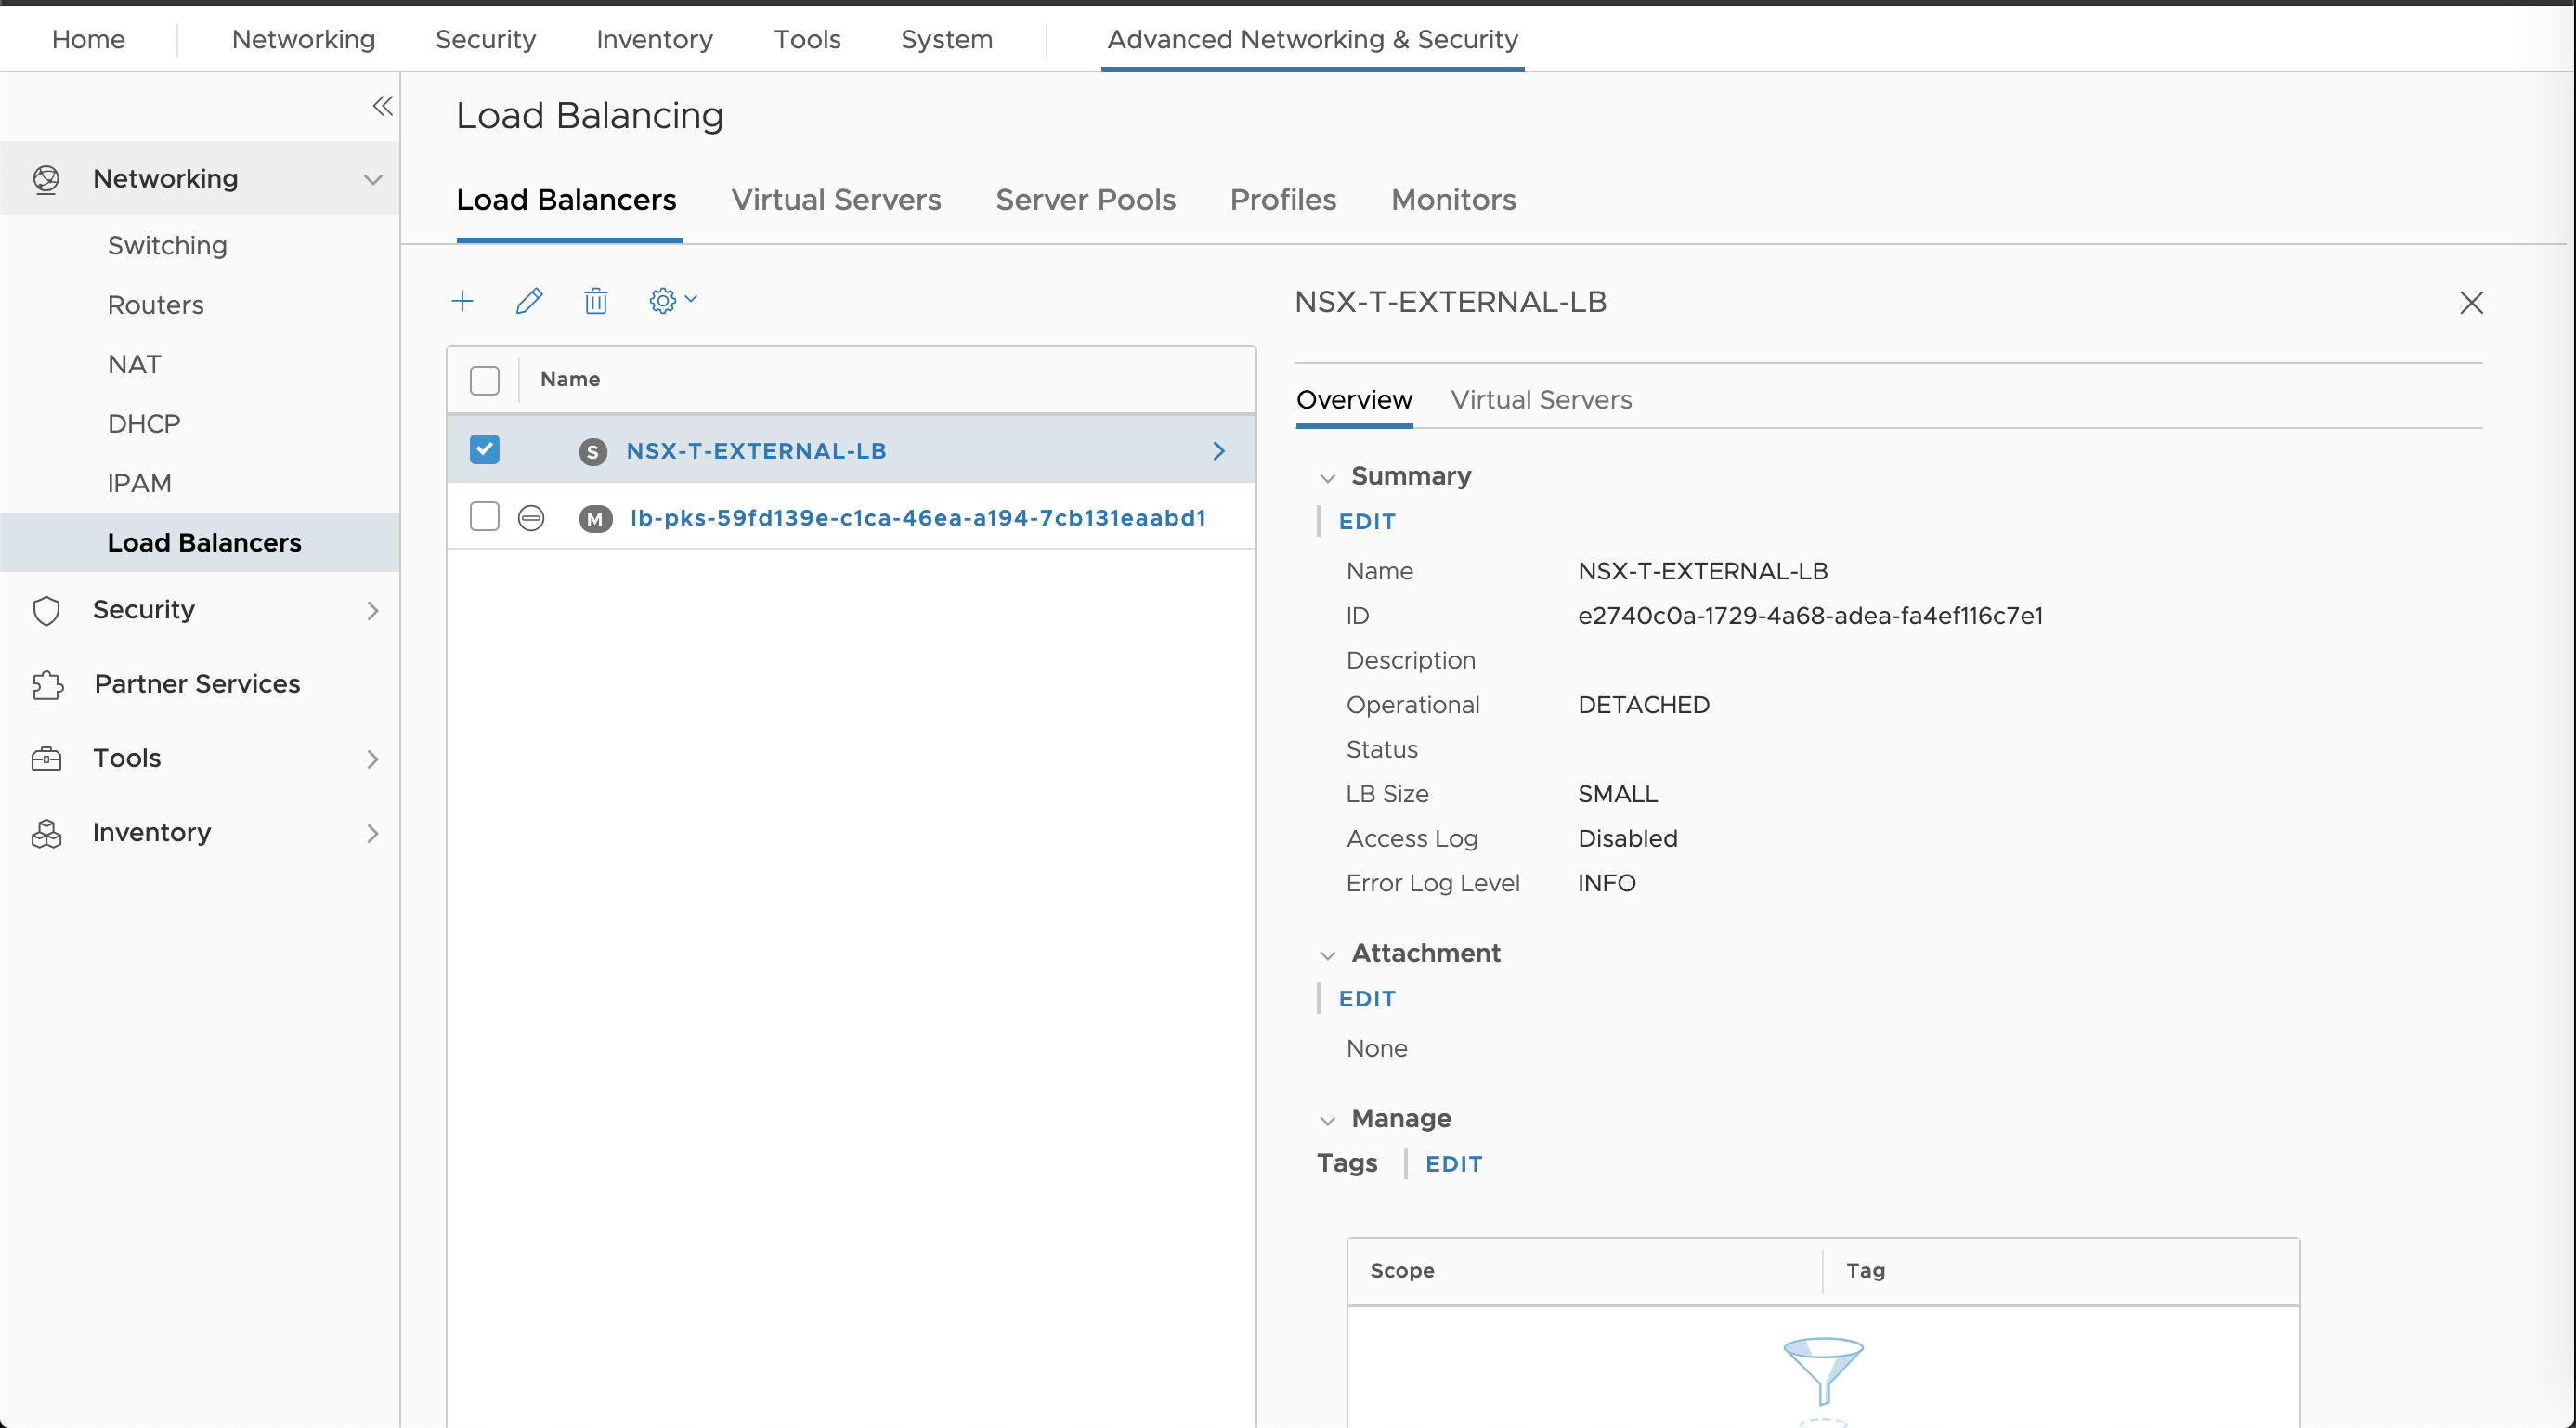 Home Networking Security Inventory Tools System Advanced Networking & Security
Networking
Switching
Routers
NAT
DHCP
IPAM
Load Balancers
Security
Partner Services
Tools
Inventory
Load Balancing
Load Balancers Virtual Servers Server Pools Profiles Monitors
Name
S NSX-T-EXTERNAL-LB
M lb-pks-59fd139e-c1ca-46ea-a194-7cb131eaabd1
NSX-T-EXTERNAL-LB
Overview Virtual Servers
Summary
EDIT
Name NSX-T-EXTERNAL-LB
ID e2740c0a-1729-4a68-adea-fa4ef116c7e1
Description
Operational DETACHED
Status
LB Size SMALL
Access Log Disabled
Error Log Level INFO
Attachment
EDIT
None
Manage
Tags EDIT
Scope Tag